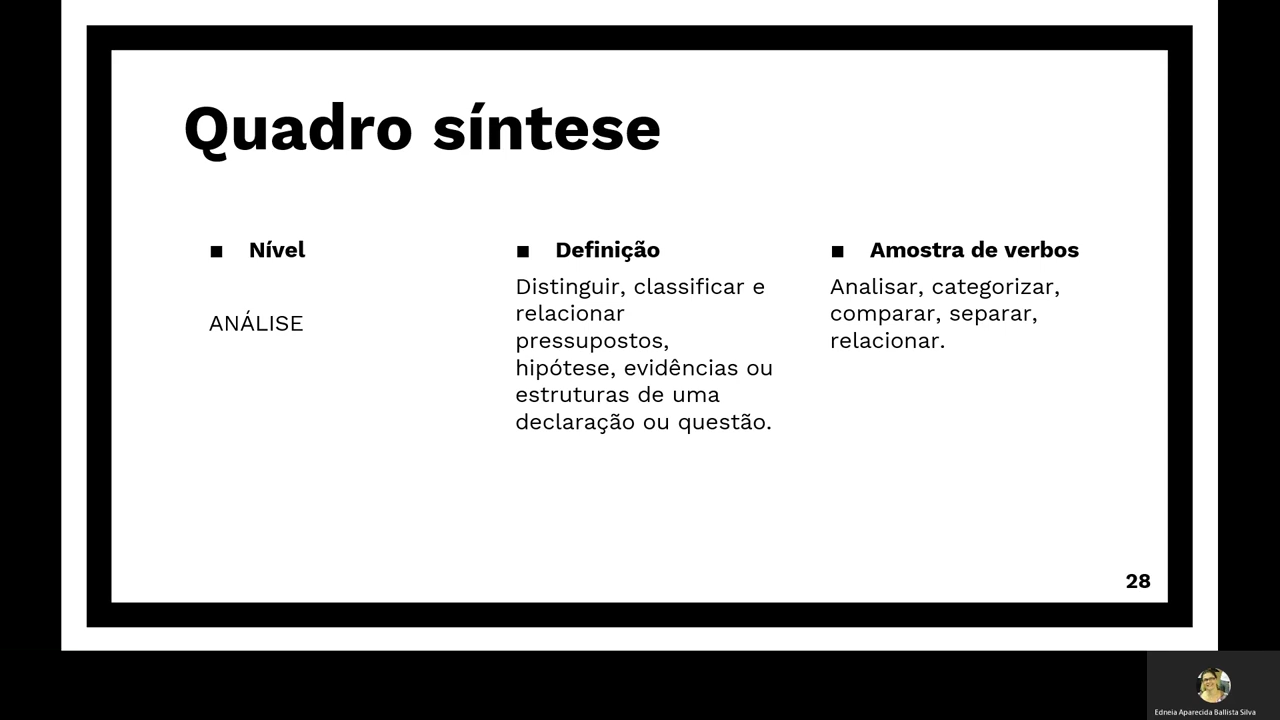 Quadro síntese
▪ Nível
ANÁLISE
▪ Definição
Distinguir, classificar e
relacionar
pressupostos,
hipótese, evidências ou
estruturas de uma
declaração ou questão.
▪ Amostra de verbos
Analisar, categorizar,
comparar, separar,
relacionar.
28
Edneia Aparecida Ballista Silva